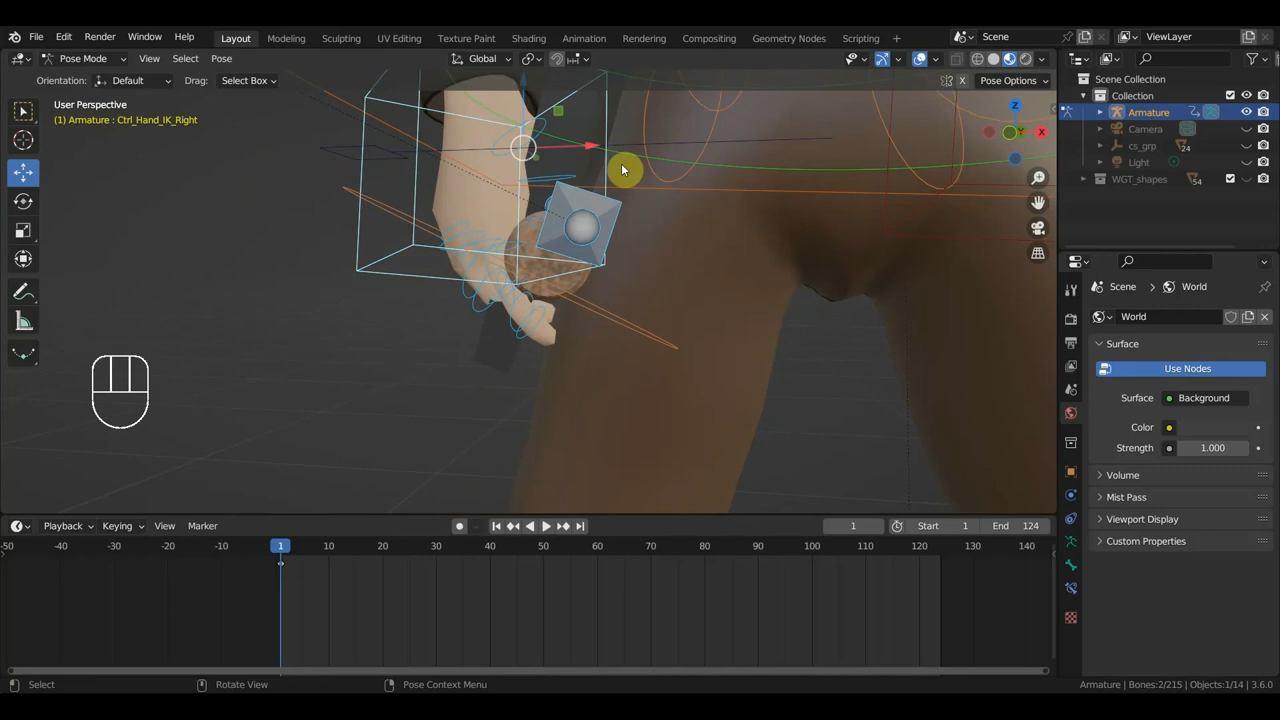 File Edit Render Window Help Layout Modeling Sculpting UV Editing Texture Paint Shading Animation Rendering Compositing Geometry Nodes Scripting + Scene ViewLayer
Pose Mode View Select Pose Global
Orientation: Default Drag: Select Box X Pose Options
User Perspective
(1) Armature : Ctrl_Hand_IK_Right
Z
Y
X
Scene Collection
Collection
Armature
Camera
cs_grp 24
Light
WGT_shapes 54
Scene World
World
Surface
Use Nodes
Surface Background
Color
Strength 1.000
Volume
Mist Pass
Viewport Display
Custom Properties
Playback Keying View Marker 1 Start 1 End 124
-50 -40 -30 -20 -10 1 10 20 30 40 50 60 70 80 90 100 110 120 130 140
Select Rotate View Pose Context Menu Armature | Bones:2/215 | Objects:1/14 | 3.6.0